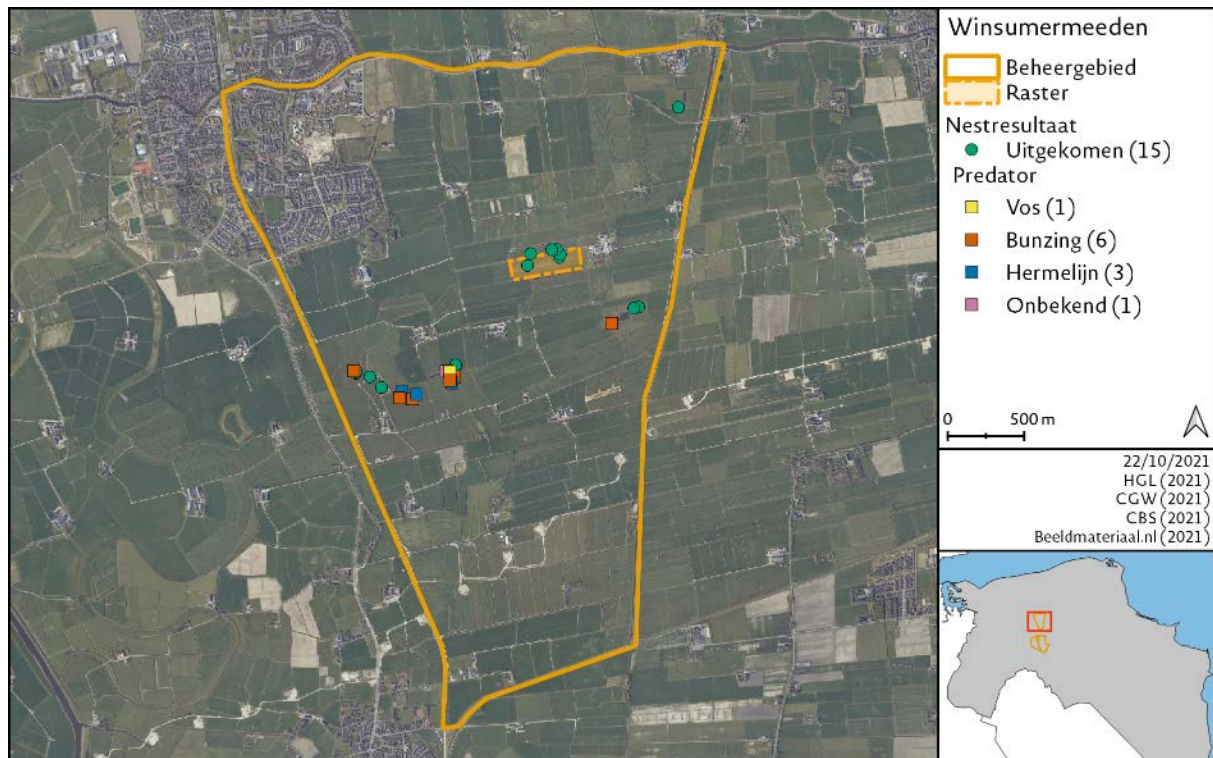 Winsumermeeden
Beheergebied
Raster
Nestresultaat
Uitgekomen (15)
Predator
Vos (1)
Bunzing (6)
Hermelijn (3)
Onbekend (1)
0 500 m
22/10/2021
HGL (2021)
CGW (2021)
CBS (2021)
Beeldmateriaal.nl (2021)